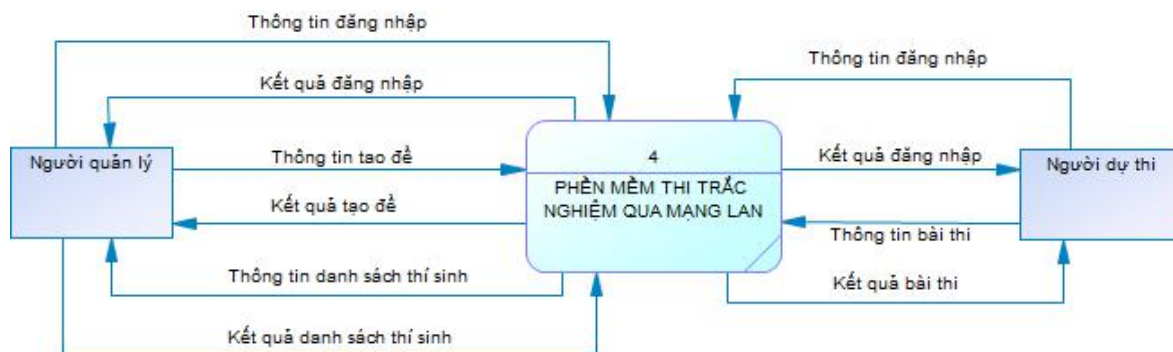 Thông tin đăng nhập
Thông tin đăng nhập
Kết quả đăng nhập
4
Người quản lý
Thông tin tao đề
Kết quả đăng nhập
Người dự thi
PHỀN MỀM THI TRẮC
NGHIỆM QUA MẠNG LAN
Kết quả tạo đề
Thông tin bài thi
Thông tin danh sách thí sinh
Kết quả bài thi
Kết quả danh sách thí sinh